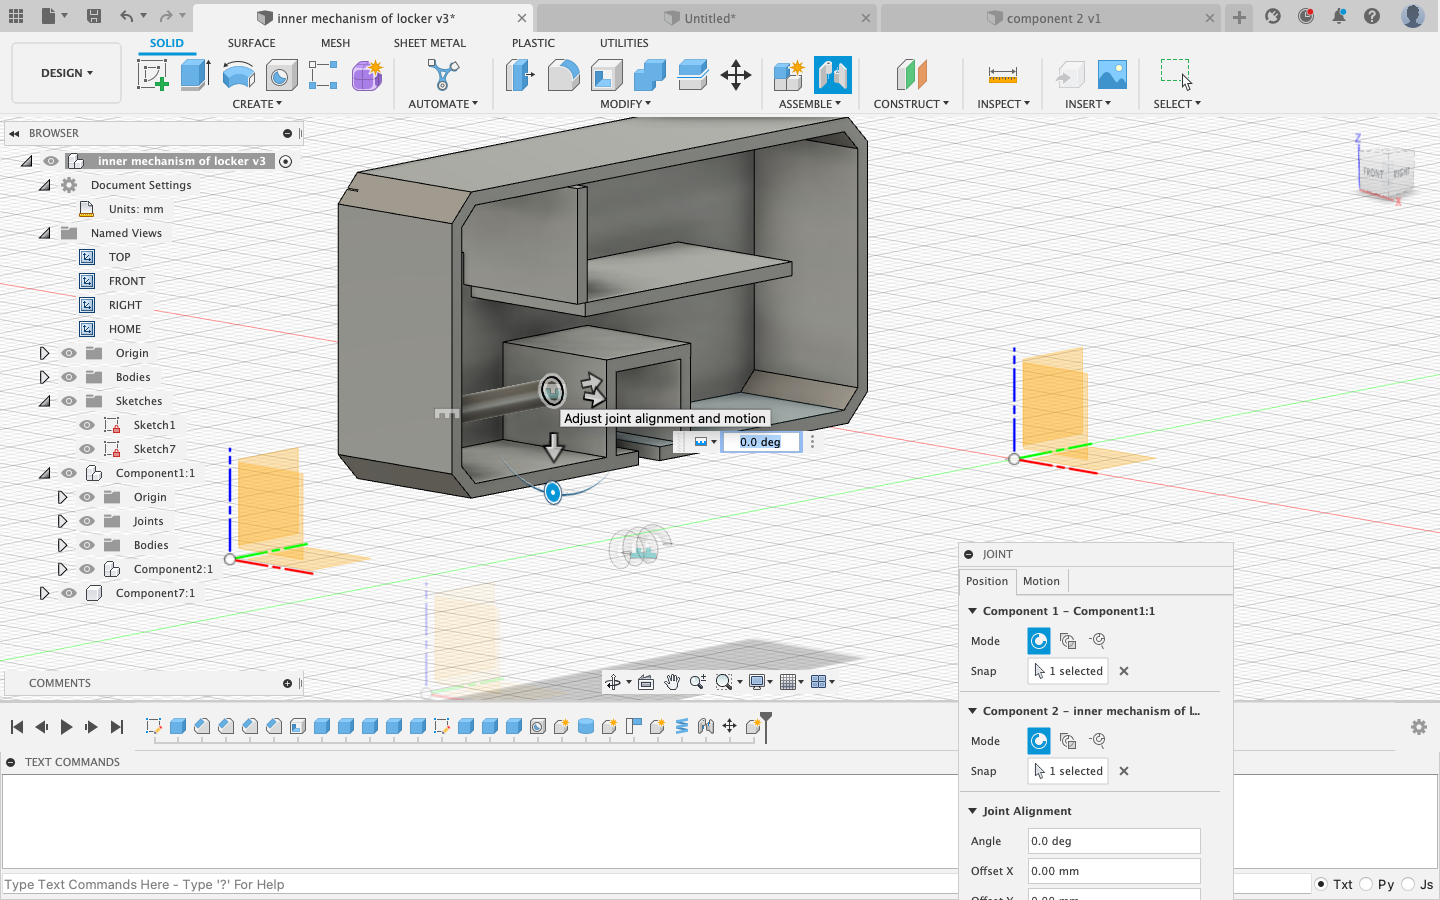 inner mechanism of locker v3*
Untitled*
component 2 v1
DESIGN
SOLID
SURFACE
MESH
SHEET METAL
PLASTIC
UTILITIES
CREATE
AUTOMATE
MODIFY
ASSEMBLE
CONSTRUCT
INSPECT
INSERT
SELECT
BROWSER
inner mechanism of locker v3
Document Settings
Units: mm
Named Views
TOP
FRONT
RIGHT
HOME
Origin
Bodies
Sketches
Sketch1
Sketch7
Component1:1
Origin
Joints
Bodies
Component2:1
Component7:1
COMMENTS
Z
FRONT
RIGHT
X
Adjust joint alignment and motion
0.0 deg
JOINT
Position
Motion
Component 1 - Component1:1
Mode
Snap
1 selected
Component 2 - inner mechanism of l...
Mode
Snap
1 selected
Joint Alignment
Angle
0.0 deg
Offset X
0.00 mm
Offset Y
0.00 mm
TEXT COMMANDS
Type Text Commands Here - Type '?' For Help
Txt
Py
Js